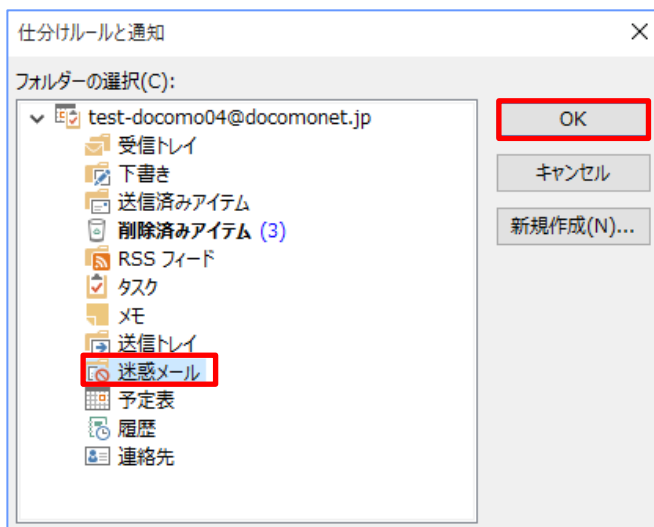 仕分けルールと通知
フォルダーの選択(C):
test-docomo04@docomonet.jp
受信トレイ
下書き
送信済みアイテム
削除済みアイテム (3)
RSS フィード
タスク
メモ
送信トレイ
迷惑メール
予定表
履歴
連絡先
OK
キャンセル
新規作成(N)...